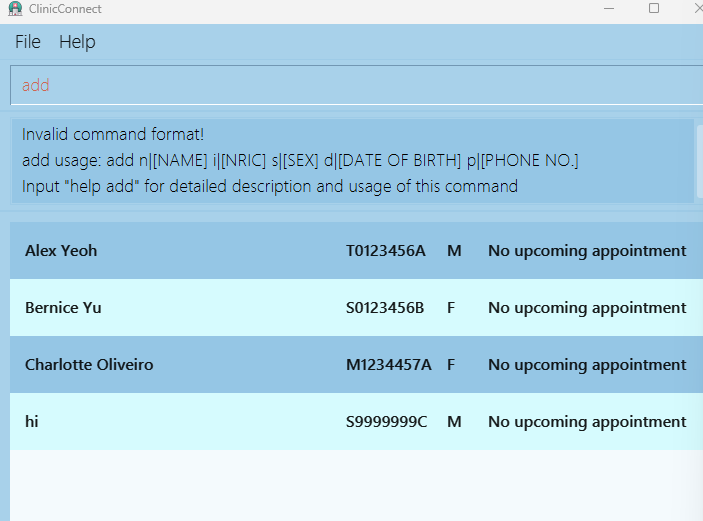 ClinicConnect
File Help
add
Invalid command format!
add usage: add n|[NAME] i|[NRIC] s|[SEX] d|[DATE OF BIRTH] p|[PHONE NO.]
Input "help add" for detailed description and usage of this command
Alex Yeoh T0123456A M No upcoming appointment
Bernice Yu S0123456B F No upcoming appointment
Charlotte Oliveiro M1234457A F No upcoming appointment
hi S9999999C M No upcoming appointment